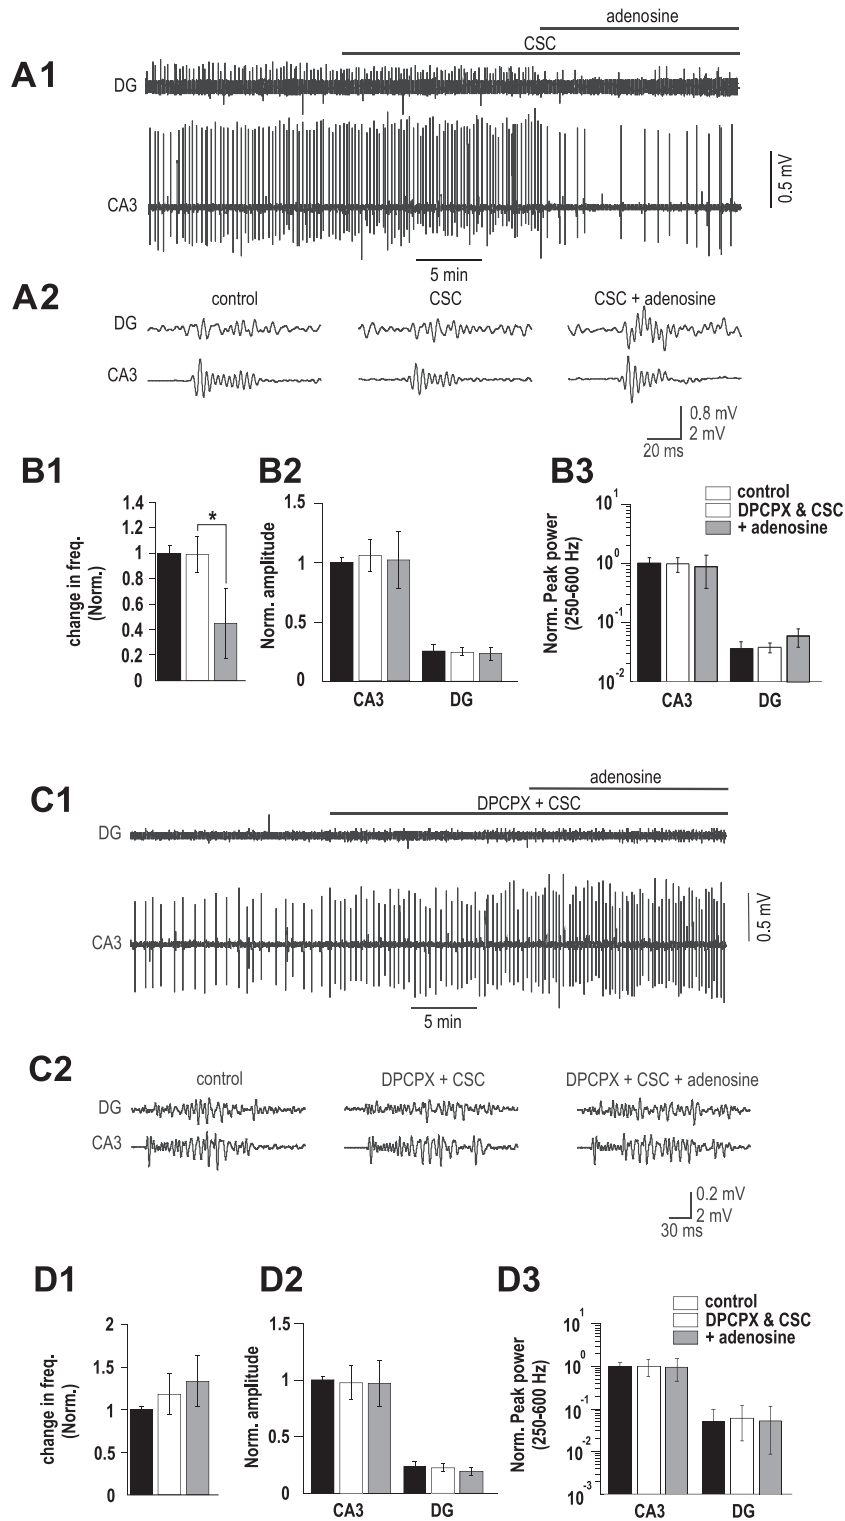 adenosine
CSC
A1
DG
CA3
0.5 mV
5 min
A2
control CSC CSC + adenosine
DG
CA3
0.8 mV
2 mV
20 ms
B1
change in freq.
(Norm.)
1.4
1.2
1
0.8
0.6
0.4
0.2
0
*
B2
Norm. amplitude
1.5
1
0.5
0
CA3 DG
B3
Norm. Peak power
(250-600 Hz)
10^1
10^0
10^-1
10^-2
CA3 DG
control
DPCPX & CSC
+ adenosine
C1
adenosine
DPCPX + CSC
DG
CA3
0.5 mV
5 min
C2
control DPCPX + CSC DPCPX + CSC + adenosine
DG
CA3
0.2 mV
2 mV
30 ms
D1
change in freq.
(Norm.)
2
1.5
1
0.5
0
D2
Norm. amplitude
1.5
1
0.5
0
CA3 DG
D3
Norm. Peak power
(250-600 Hz)
10^1
10^0
10^-1
10^-2
10^-3
CA3 DG
control
DPCPX & CSC
+ adenosine